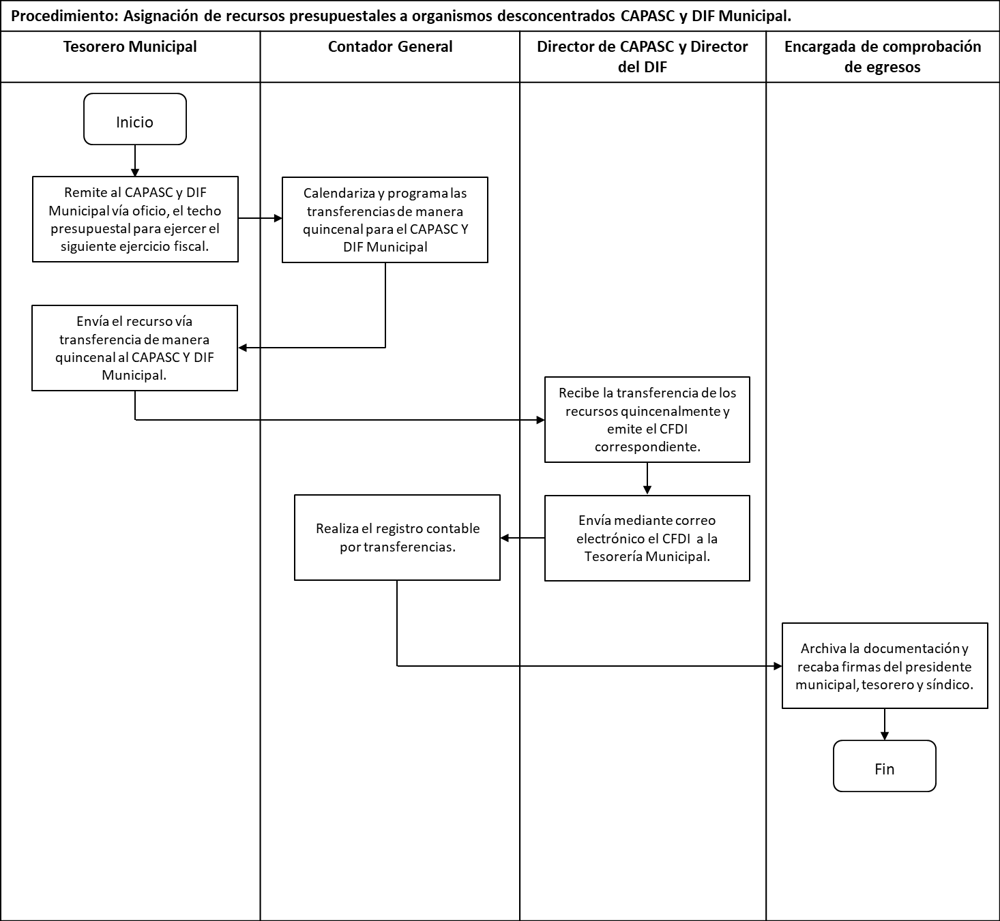 Procedimiento: Asignación de recursos presupuestales a organismos desconcentrados CAPASC y DIF Municipal.
Tesorero Municipal
Contador General
Director de CAPASC y Director
del DIF
Encargada de comprobación
de egresos
Inicio
Remite al CAPASC y DIF
Municipal vía oficio, el techo
presupuestal para ejercer el
siguiente ejercicio fiscal.
Calendariza y programa las
transferencias de manera
quincenal para el CAPASC Y
DIF Municipal
Envía el recurso vía
transferencia de manera
quincenal al CAPASC Y DIF
Municipal.
Recibe la transferencia de los
recursos quincenalmente y
emite el CFDI
correspondiente.
Envía mediante correo
electrónico el CFDI  a la
Tesorería Municipal.
Realiza el registro contable
por transferencias.
Archiva la documentación y
recaba firmas del presidente
municipal, tesorero y síndico.
Fin